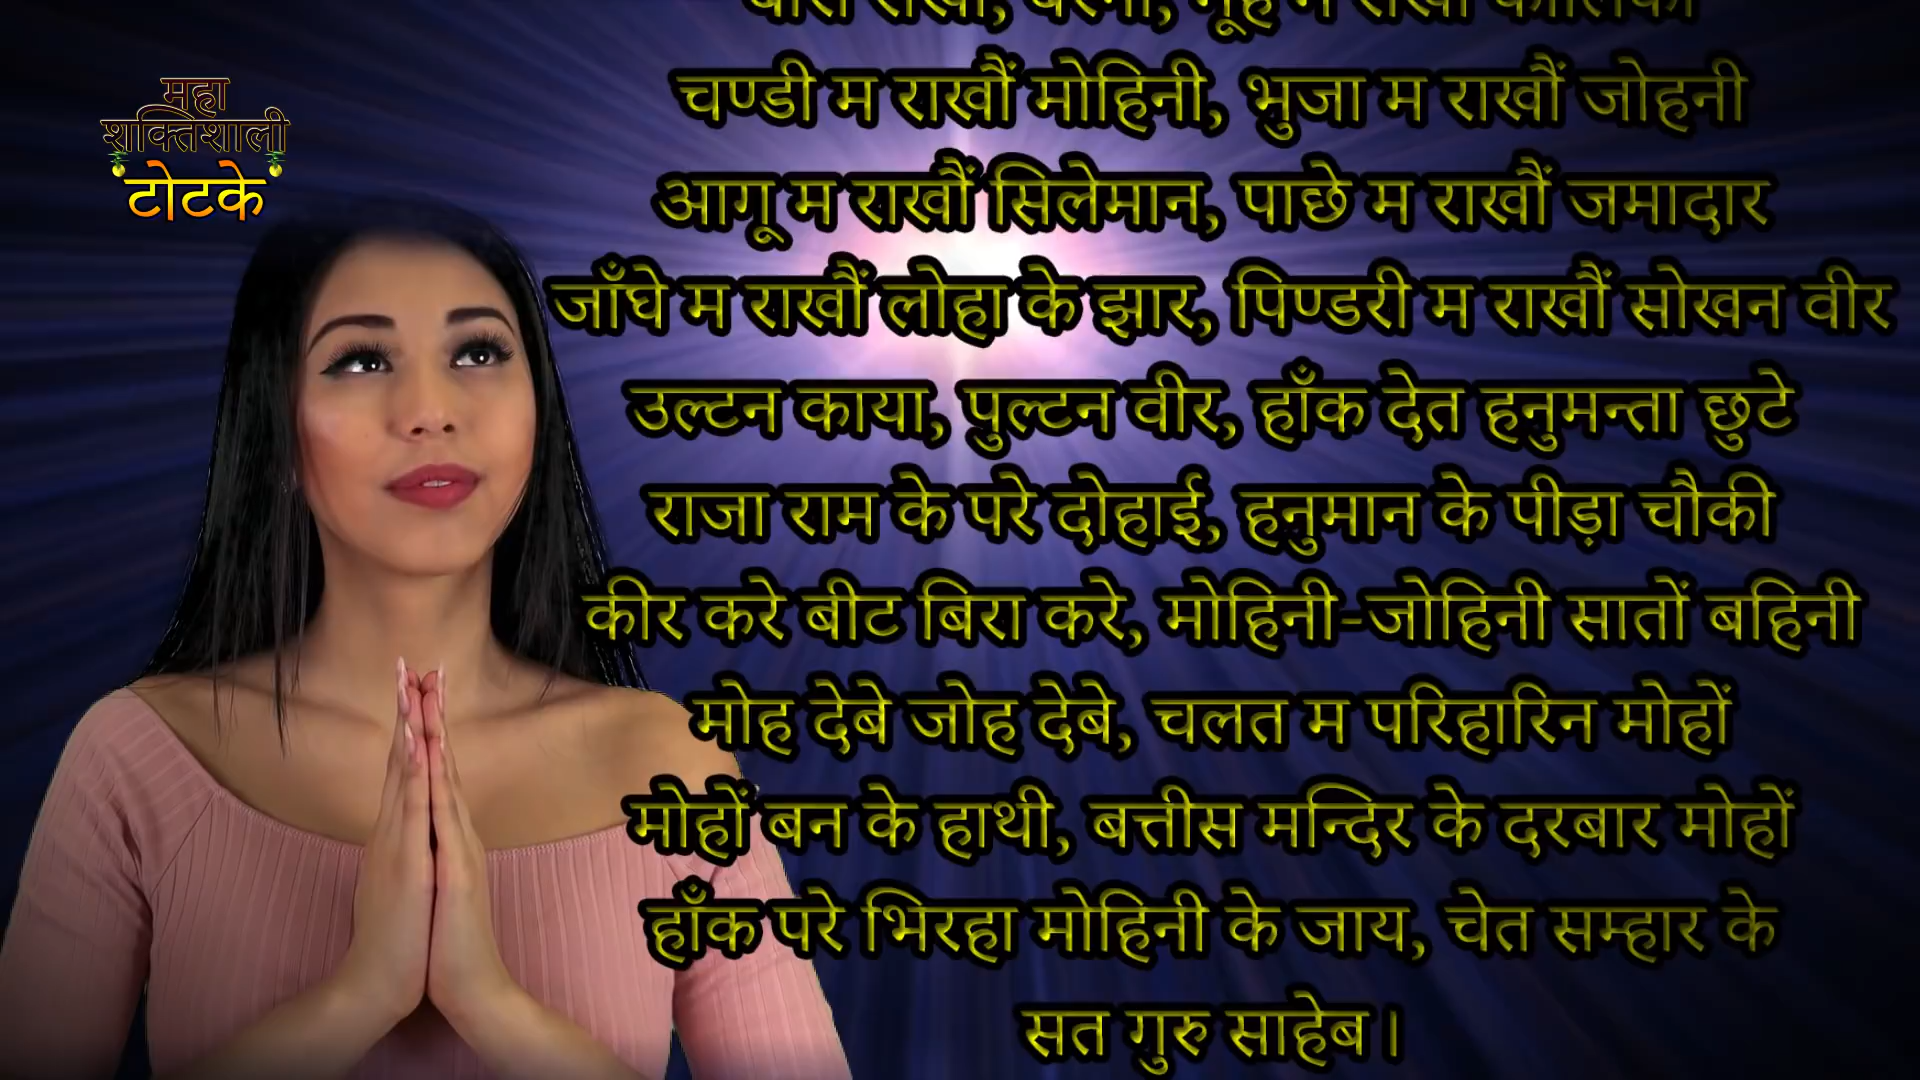 महा
शक्तिशाली
टोटके
चण्डी म राखौं मोहिनी, भुजा म राखौं जोहनी
आगू म राखौं सिलेमान, पाछे म राखौं जमादार
जाँघे म राखौं लोहा के झार, पिण्डरी म राखौं सोखन वीर
उल्टन काया, पुल्टन वीर, हाँक देत हनुमन्ता छुटे
राजा राम के परे दोहाई, हनुमान के पीड़ा चौकी
कीर करे बीट बिरा करे, मोहिनी-जोहिनी सातों बहिनी
मोह देबे जोह देबे, चलत म परिहारिन मोहों
मोहों बन के हाथी, बत्तीस मन्दिर के दरबार मोहों
हाँक परे भिरहा मोहिनी के जाय, चेत सम्हार के
सत गुरु साहेब।